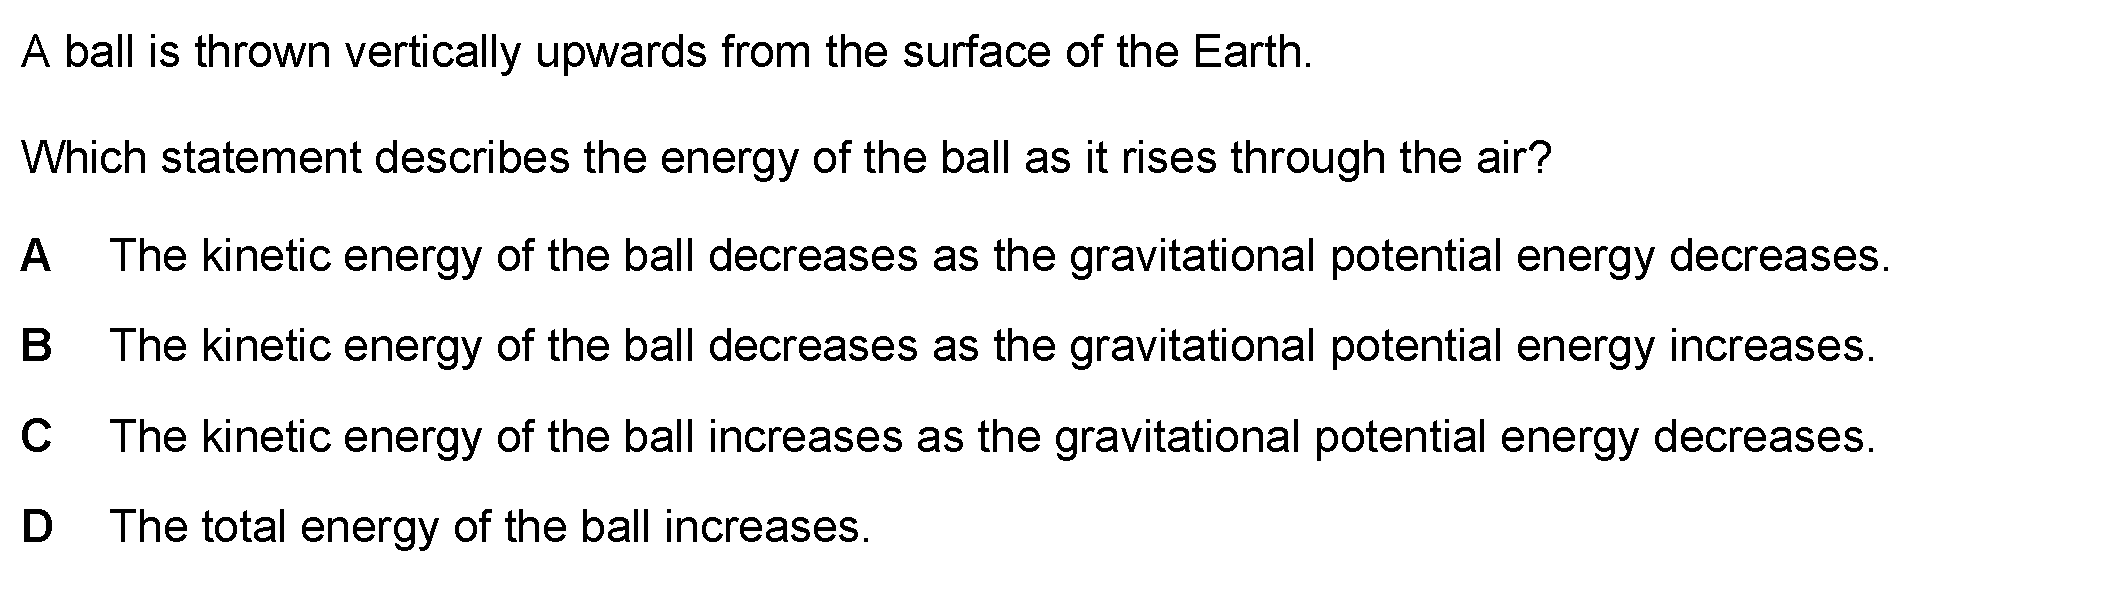 A ball is thrown vertically upwards from the surface of the Earth.
Which statement describes the energy of the ball as it rises through the air?
A The kinetic energy of the ball decreases as the gravitational potential energy decreases.
B The kinetic energy of the ball decreases as the gravitational potential energy increases.
C The kinetic energy of the ball increases as the gravitational potential energy decreases.
D The total energy of the ball increases.